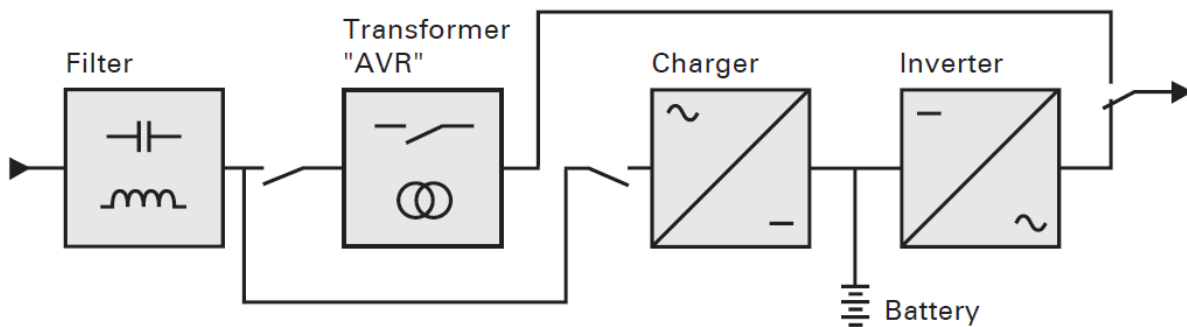 Filter
Transformer
"AVR"
Charger
Inverter
Battery